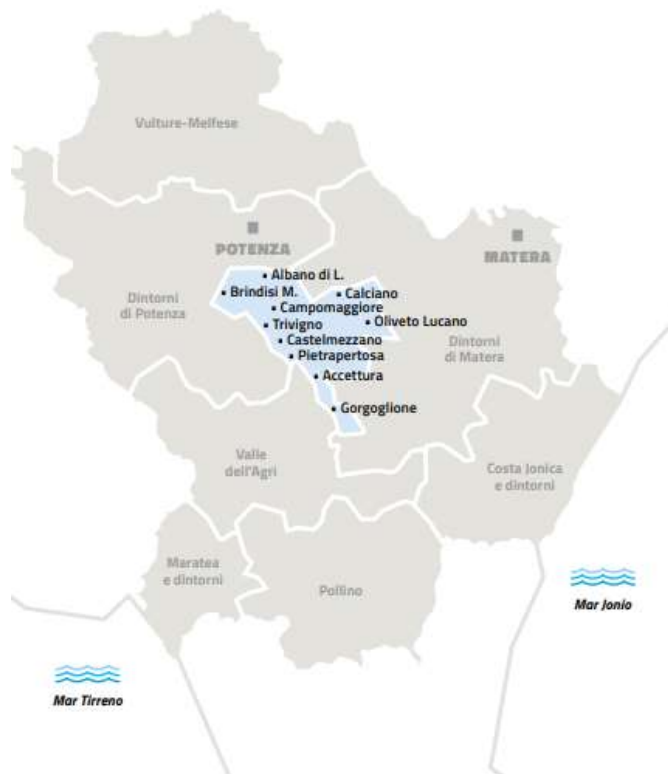 Vulture-Melfese
POTENZA
MATERA
Albano di L.
Brindisi M.
Calciano
Dintorni
di Potenza
Campomaggiore
Trivigno
Oliveto Lucano
Castelmezzano
Dintorni
di Matera
Pietrapertosa
Accettura
Gorgoglione
Valle
dell'Agri
Costa Jonica
e dintorni
Maratea
e dintorni
Pollino
Mar Jonio
Mar Tirreno